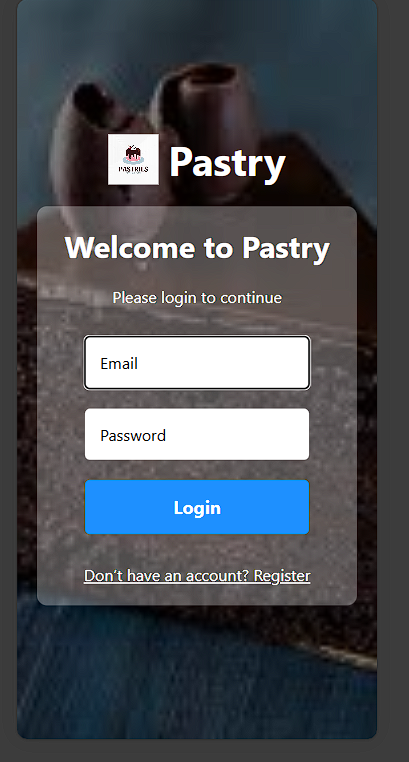 PASTRIES
Pastry
Welcome to Pastry
Please login to continue
Email
Password
Login
Don't have an account? Register